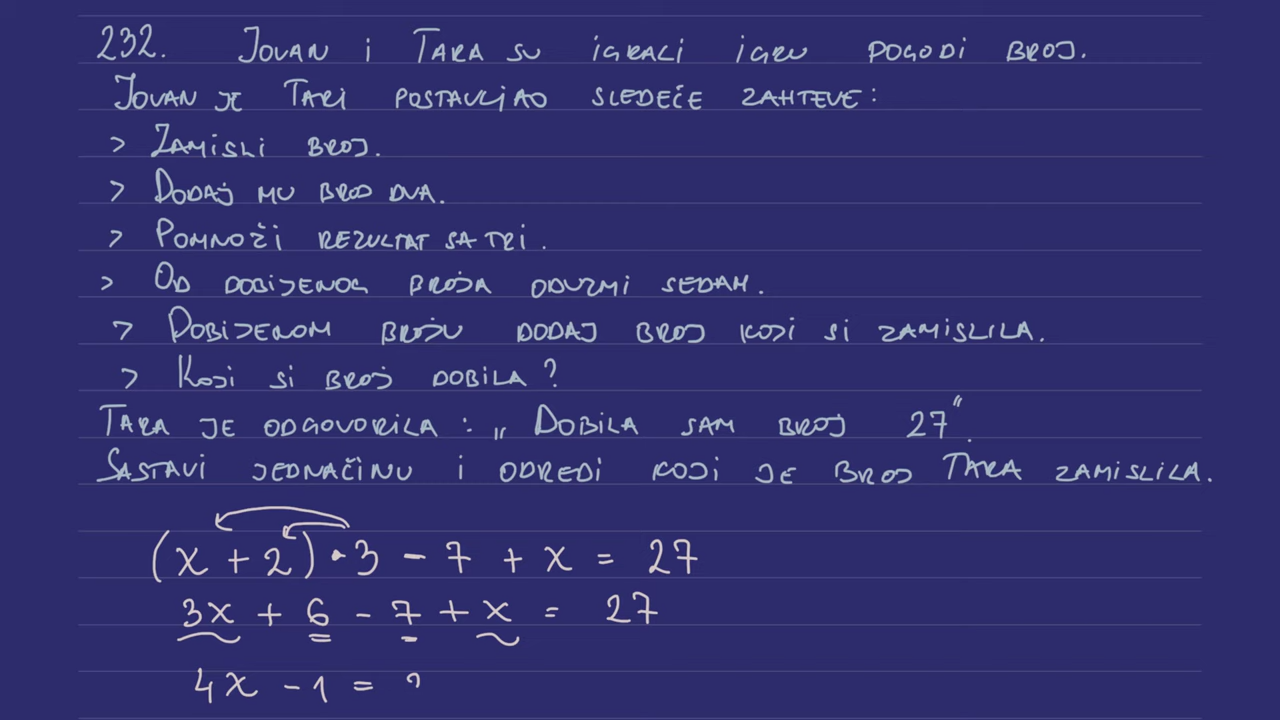 232. JOVAN I TARA SU IGRALI IGRU POGODI BROJ.
JOVAN JE TARI POSTAVLJAO SLEDEĆE ZAHTEVE:
> ZAMISLI BROJ.
> DODAJ MU BROJ DVA.
> POMNOŽI REZULTAT SA TRI.
> OD DOBIJENOG BROJA ODUZMI SEDAM.
> DOBIJENOM BROJU DODAJ BROJ KOJI SI ZAMISLILA.
> KOJI SI BROJ DOBILA?
TARA JE ODGOVORILA: „DOBILA SAM BROJ 27".
SASTAVI JEDNAČINU I ODREDI KOJI JE BROJ TARA ZAMISLILA.
(x + 2) · 3 - 7 + x = 27
3x + 6 - 7 + x = 27
4x - 1 =